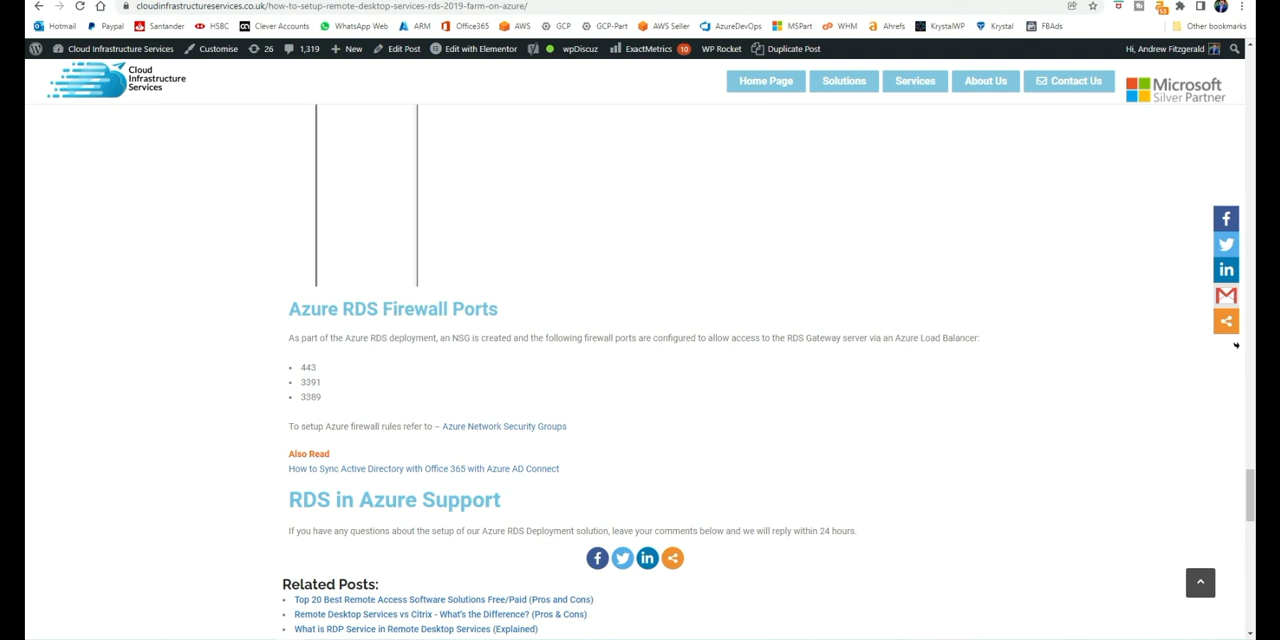 cloudinfrastructureservices.co.uk/how-to-setup-remote-desktop-services-rds-2019-farm-on-azure/
Hotmail Paypal Santander HSBC Clever Accounts WhatsApp Web ARM Office365 AWS GCP GCP-Part AWS Seller AzureDevOps MSPart WHM Ahrefs KrystalWP Krystal FBAds Other bookmarks
Cloud Infrastructure Services Customise 26 1,319 New Edit Post Edit with Elementor wpDiscuz ExactMetrics 10 WP Rocket Duplicate Post Hi, Andrew Fitzgerald
Cloud
Infrastructure
Services
Home Page Solutions Services About Us Contact Us
Microsoft
Silver Partner
Azure RDS Firewall Ports
As part of the Azure RDS deployment, an NSG is created and the following firewall ports are configured to allow access to the RDS Gateway server via an Azure Load Balancer:
• 443
• 3391
• 3389
To setup Azure firewall rules refer to – Azure Network Security Groups
Also Read
How to Sync Active Directory with Office 365 with Azure AD Connect
RDS in Azure Support
If you have any questions about the setup of our Azure RDS Deployment solution, leave your comments below and we will reply within 24 hours.
Related Posts:
• Top 20 Best Remote Access Software Solutions Free/Paid (Pros and Cons)
• Remote Desktop Services vs Citrix - What's the Difference? (Pros & Cons)
• What is RDP Service in Remote Desktop Services (Explained)